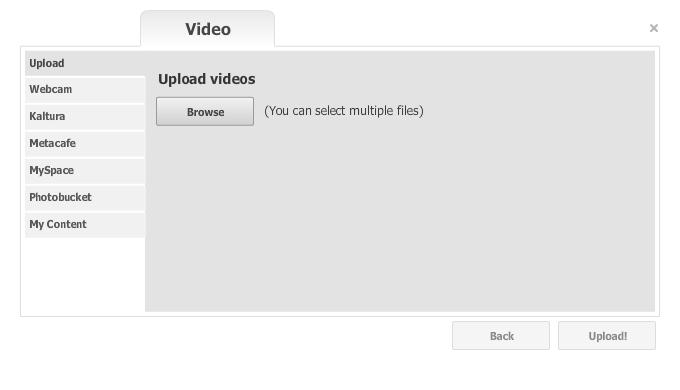 Video
Upload
Webcam
Kaltura
Metacafe
MySpace
Photobucket
My Content
Upload videos
Browse (You can select multiple files)
Back Upload!